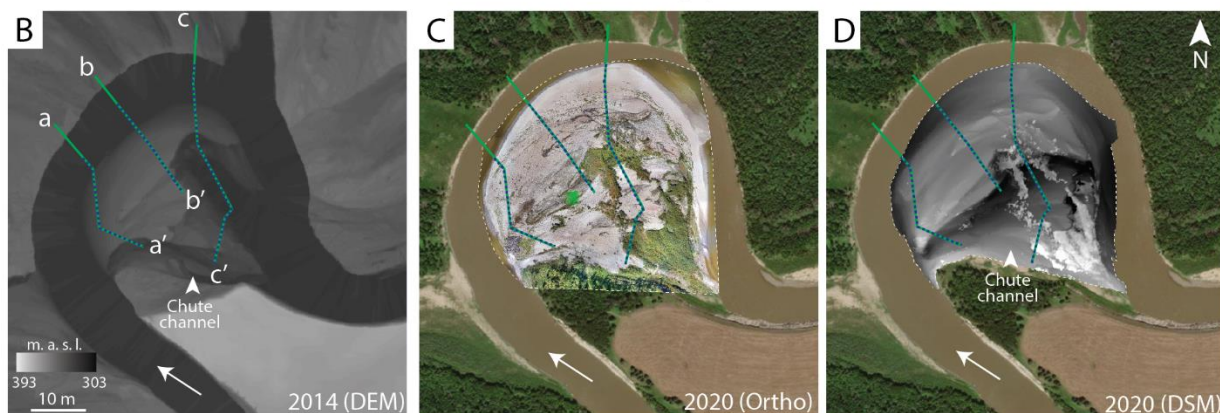 B
c
b
a
b'
a'
c'
Chute
channel
m. a. s. l.
393 303
10 m
2014 (DEM)
C
2020 (Ortho)
D
N
Chute
channel
2020 (DSM)